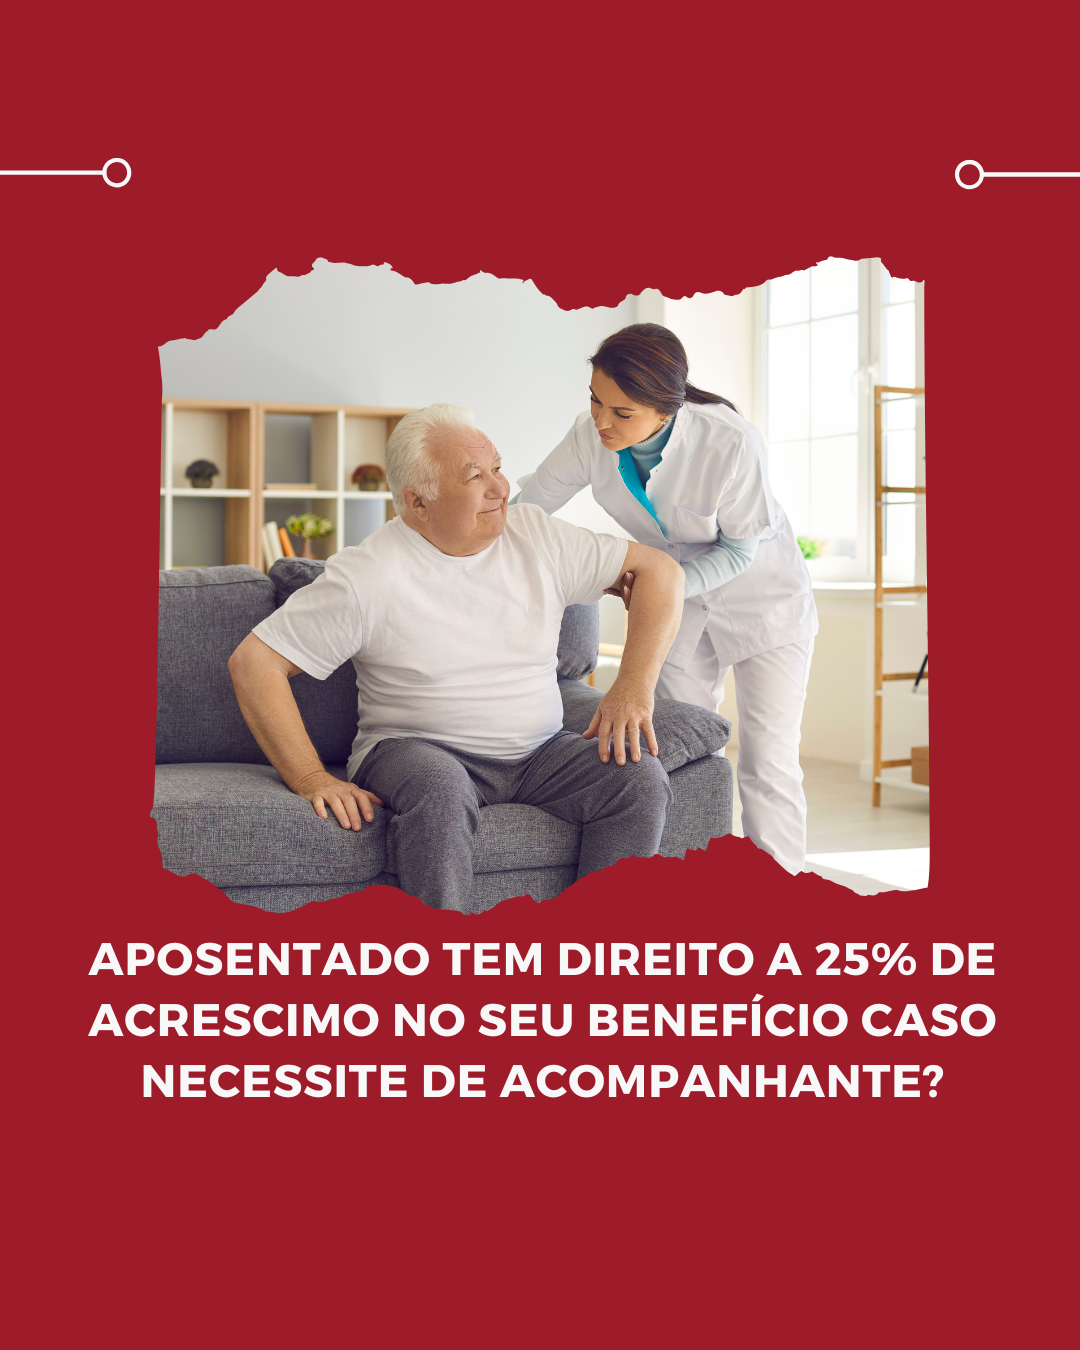 APOSENTADO TEM DIREITO A 25% DE
ACRESCIMO NO SEU BENEFÍCIO CASO
NECESSITE DE ACOMPANHANTE?